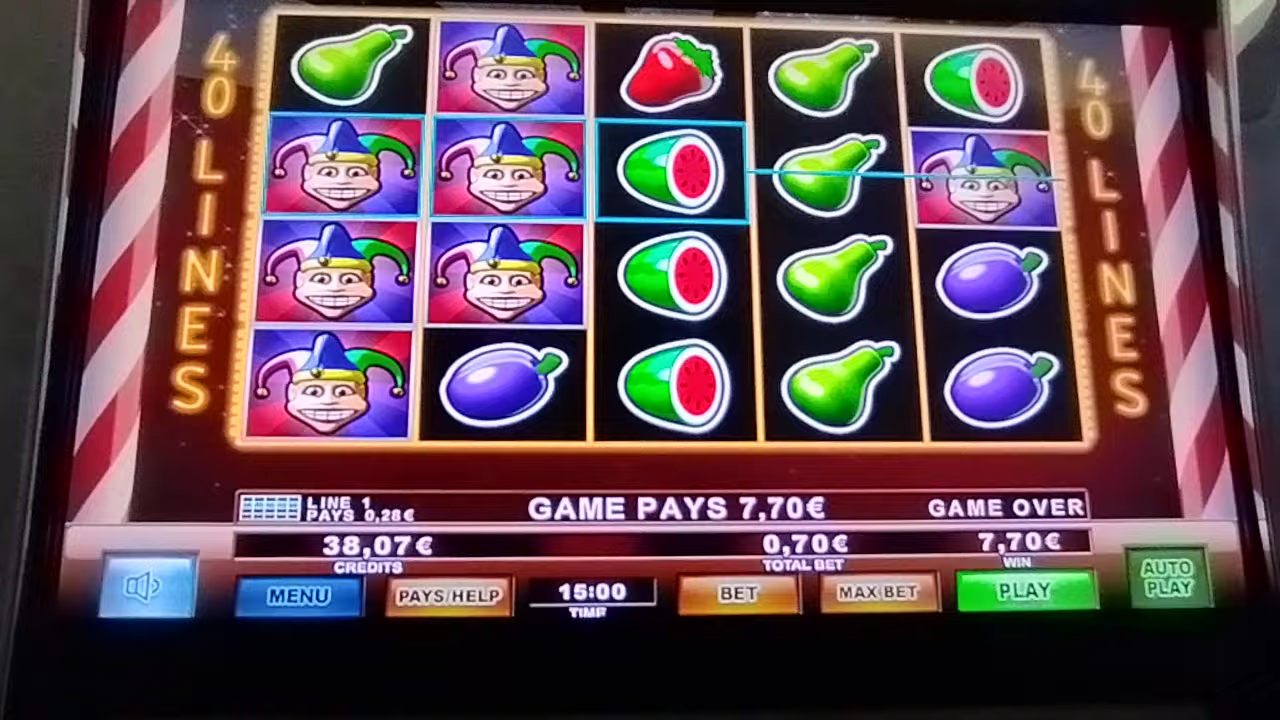 40 LINES
40 LINES
LINE 1
PAYS 0,28€
GAME PAYS 7,70€
GAME OVER
38,07€
CREDITS
0,70€
TOTAL BET
7,70€
WIN
MENU
PAYS/HELP
15:00
TIME
BET
MAX BET
PLAY
AUTO
PLAY